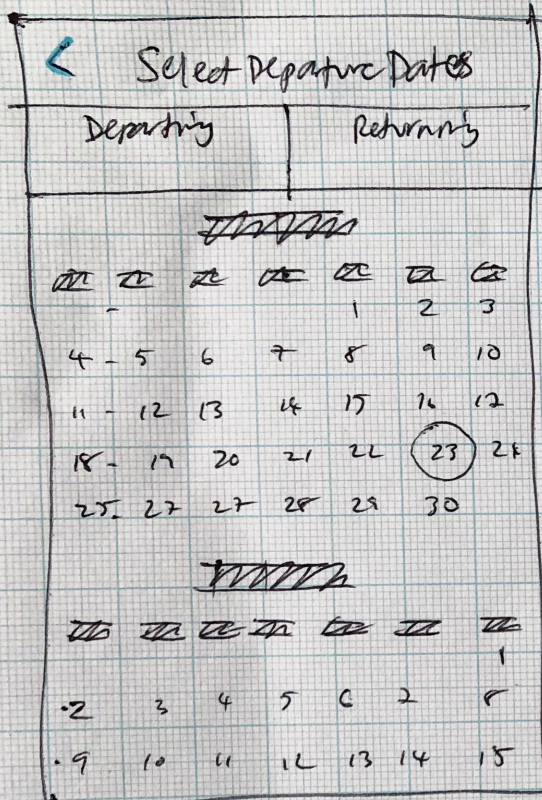 < Select Depature Dates
Departing Returning
1 2 3
4 - 5 6 7 8 9 10
11 - 12 13 14 15 16 17
18 - 19 20 21 22 23 24
25. 27 27 28 29 30
1
2 3 4 5 6 7 8
9 10 11 12 13 14 15